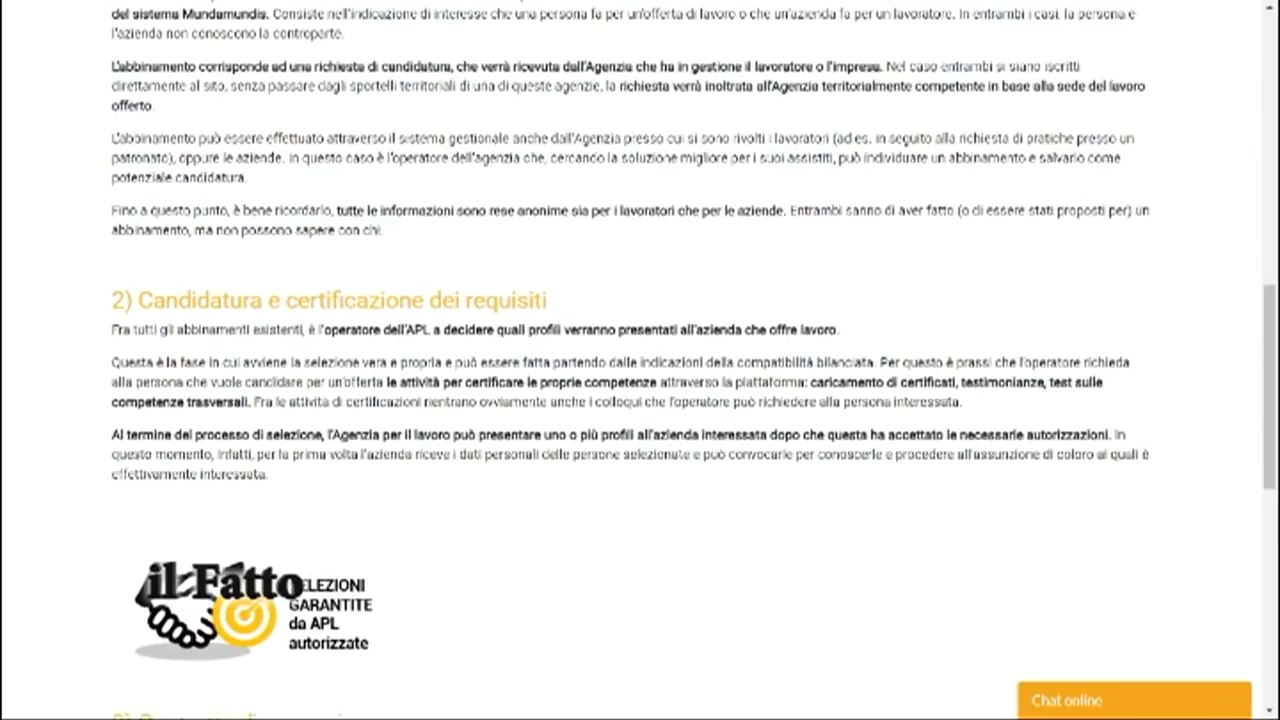 del sistema Mundamundis. Consiste nell'indicazione di interesse che una persona fa per un'offerta di lavoro o che un'azienda fa per un lavoratore. In entrambi i casi, la persona e
l'azienda non conoscono la controparte.
L'abbinamento corrisponde ad una richiesta di candidatura, che verrà ricevuta dall'Agenzia che ha in gestione il lavoratore o l'impresa. Nel caso entrambi si siano iscritti
direttamente al sito, senza passare dagli sportelli territoriali di una di queste agenzie, la richiesta verrà inoltrata all'Agenzia territorialmente competente in base alla sede del lavoro
offerto.
L'abbinamento può essere effettuato attraverso il sistema gestionale anche dall'Agenzia presso cui si sono rivolti i lavoratori (ad es. in seguito alla richiesta di pratiche presso un
patronato), oppure le aziende. In questo caso è l'operatore dell'agenzia che, cercando la soluzione migliore per i suoi assistiti, può individuare un abbinamento e salvarlo come
potenziale candidatura.
Fino a questo punto, è bene ricordarlo, tutte le informazioni sono rese anonime sia per i lavoratori che per le aziende. Entrambi sanno di aver fatto (o di essere stati proposti per) un
abbinamento, ma non possono sapere con chi.
2) Candidatura e certificazione dei requisiti
Fra tutti gli abbinamenti esistenti, è l'operatore dell'APL a decidere quali profili verranno presentati all'azienda che offre lavoro.
Questa è la fase in cui avviene la selezione vera e propria e può essere fatta partendo dalle indicazioni della compatibilità bilanciata. Per questo è prassi che l'operatore richieda
alla persona che vuole candidare per un'offerta le attività per certificare le proprie competenze attraverso la piattaforma: caricamento di certificati, testimonianze, test sulle
competenze trasversali. Fra le attività di certificazioni rientrano ovviamente anche i colloqui che l'operatore può richiedere alla persona interessata.
Al termine del processo di selezione, l'Agenzia per il lavoro può presentare uno o più profili all'azienda interessata dopo che questa ha accettato le necessarie autorizzazioni. In
questo momento, infatti, per la prima volta l'azienda riceve i dati personali delle persone selezionate e può convocarle per conoscerle e procedere all'assunzione di coloro ai quali è
effettivamente interessata.
il Fatto
ELEZIONI
GARANTITE
da APL
autorizzate
Chat online